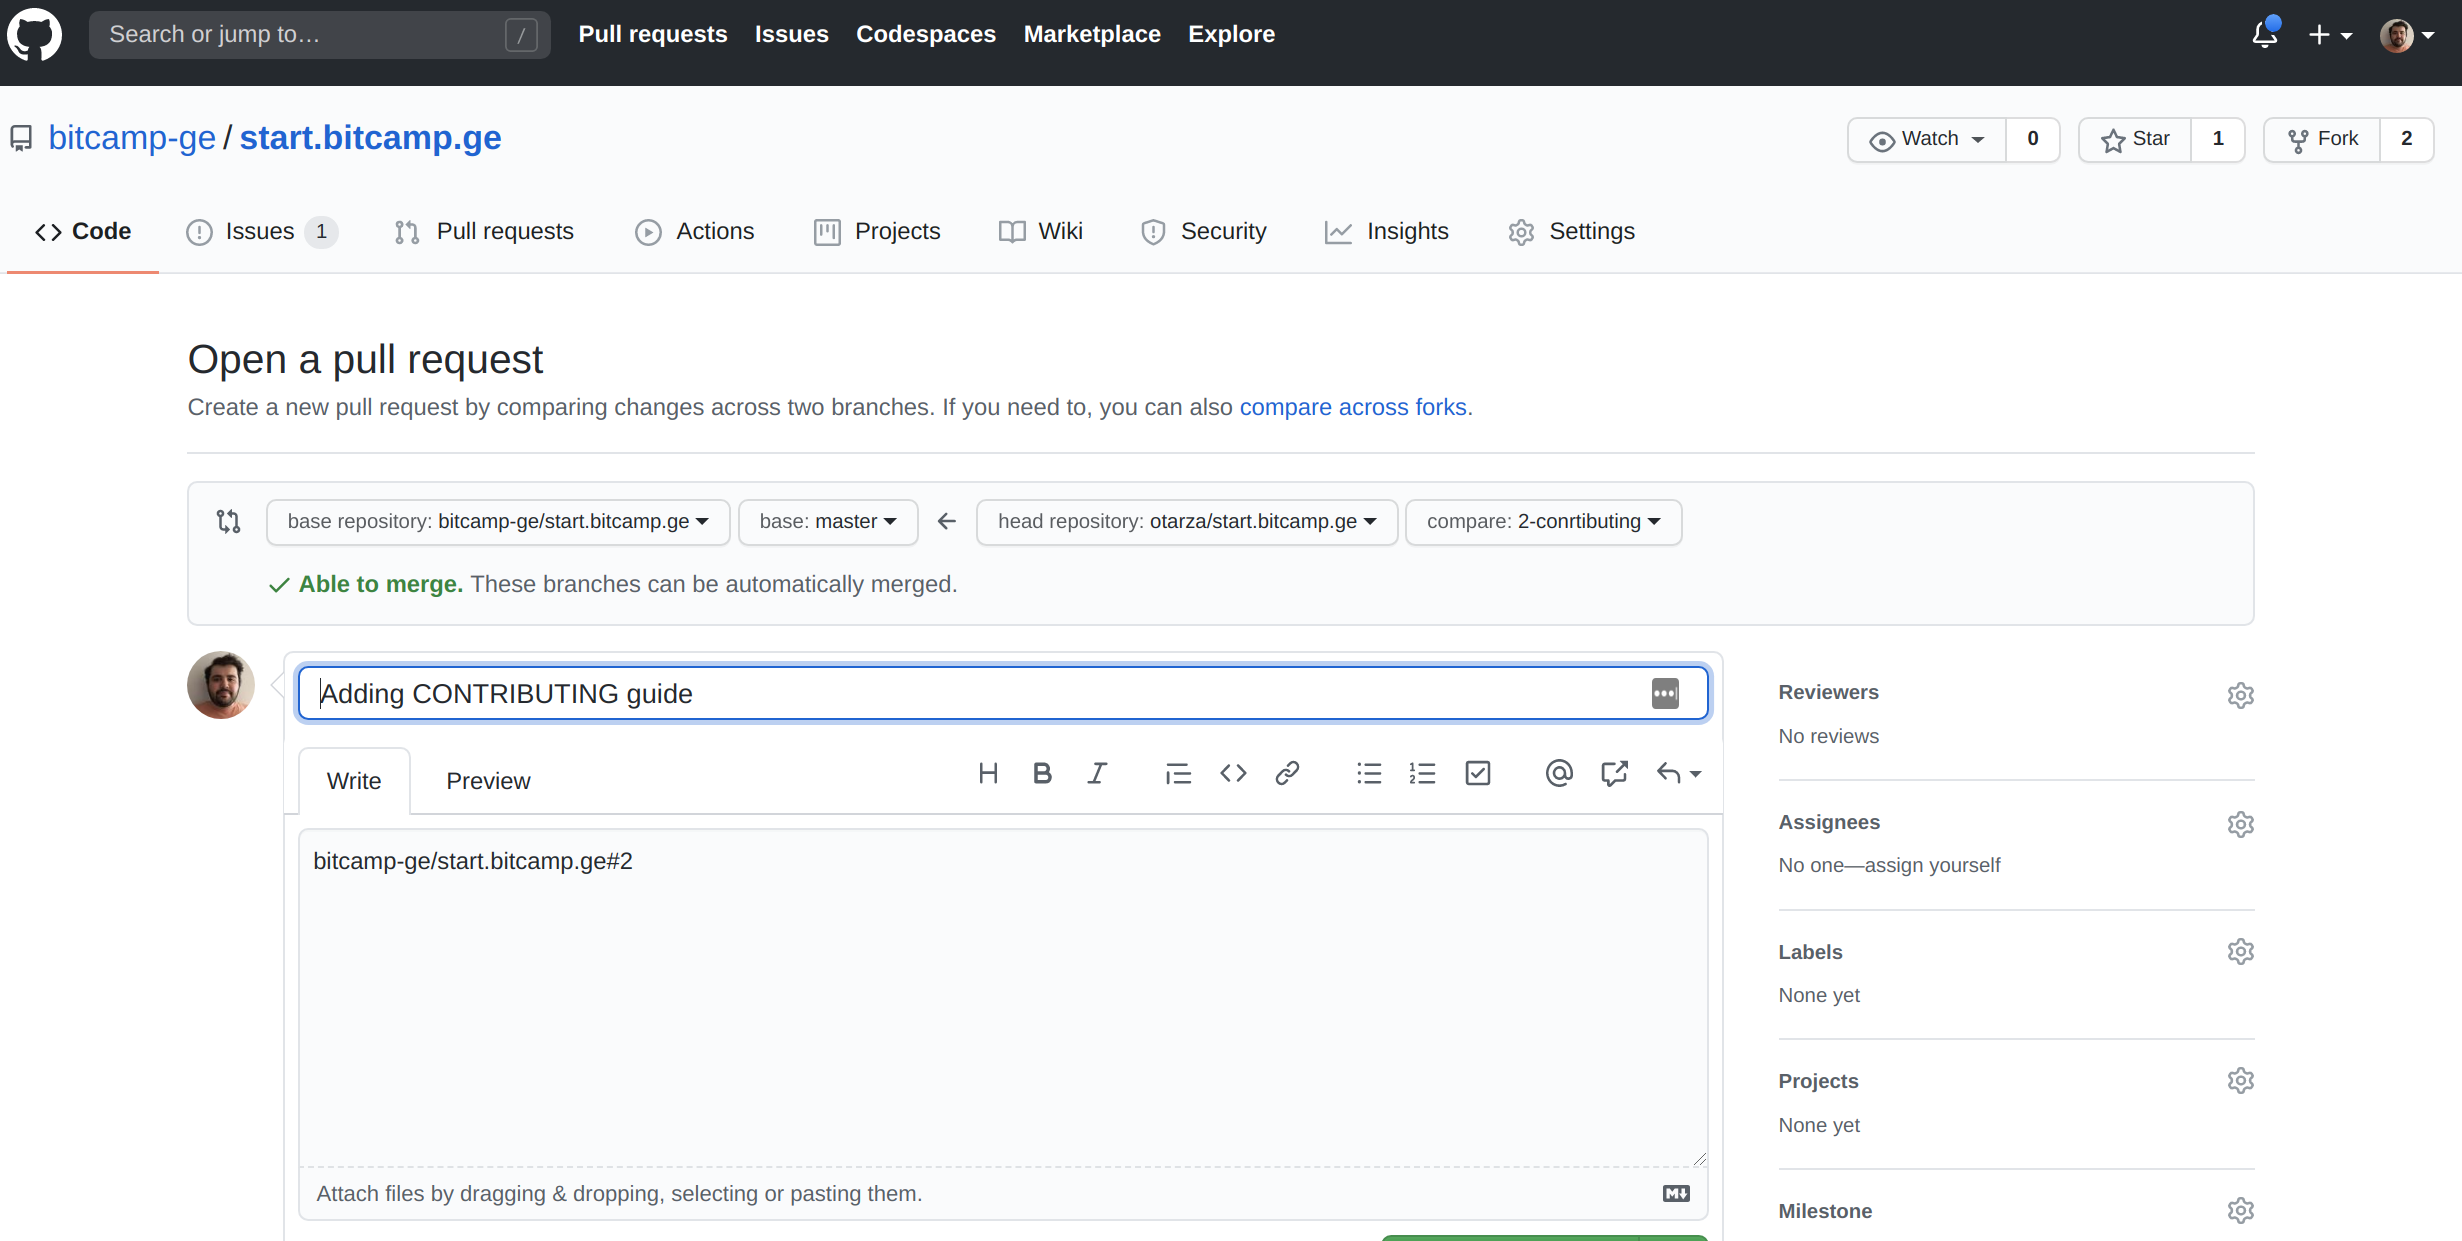 Search or jump to… /
Pull requests Issues Codespaces Marketplace Explore
bitcamp-ge / start.bitcamp.ge
Watch 0 Star 1 Fork 2
Code Issues 1 Pull requests Actions Projects Wiki Security Insights Settings
Open a pull request
Create a new pull request by comparing changes across two branches. If you need to, you can also compare across forks.
base repository: bitcamp-ge/start.bitcamp.ge base: master head repository: otarza/start.bitcamp.ge compare: 2-conrtibuting
Able to merge. These branches can be automatically merged.
Adding CONTRIBUTING guide
Write Preview
bitcamp-ge/start.bitcamp.ge#2
Attach files by dragging & dropping, selecting or pasting them.
Reviewers
No reviews
Assignees
No one—assign yourself
Labels
None yet
Projects
None yet
Milestone